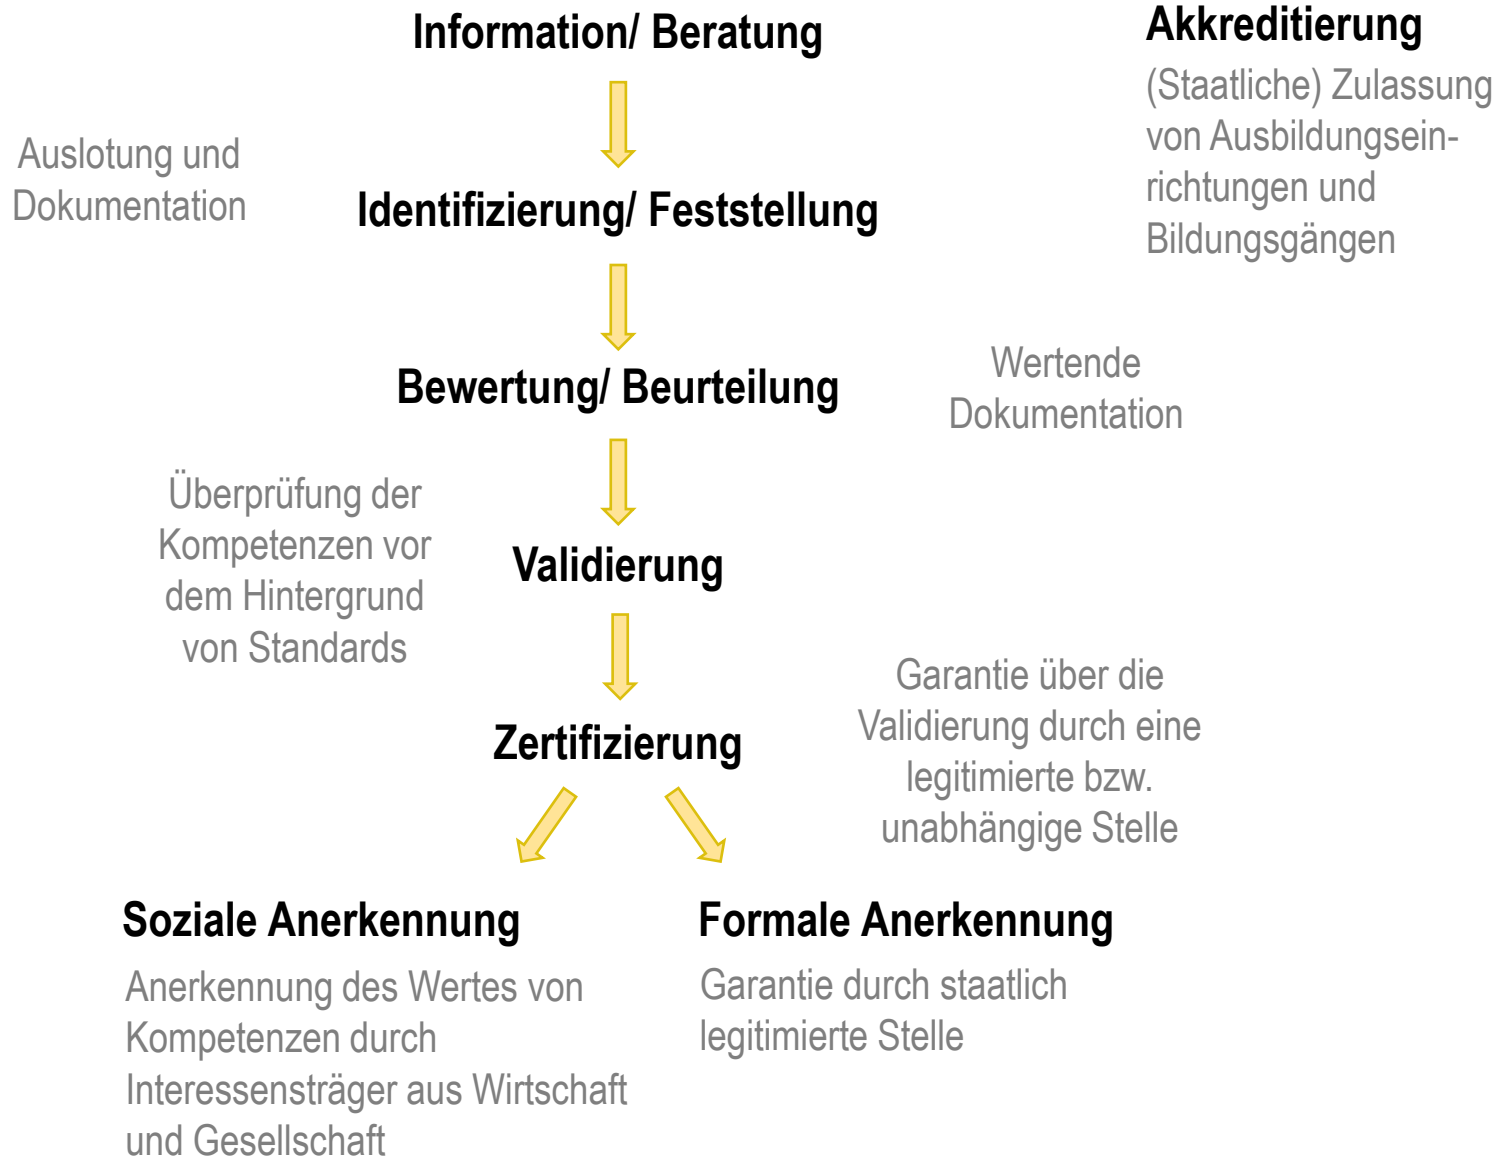 Information/ Beratung
Akkreditierung
(Staatliche) Zulassung
von Ausbildungsein-
richtungen und
Bildungsgängen
Auslotung und
Dokumentation
Identifizierung/ Feststellung
Bewertung/ Beurteilung
Wertende
Dokumentation
Überprüfung der
Kompetenzen vor
dem Hintergrund
von Standards
Validierung
Zertifizierung
Garantie über die
Validierung durch eine
legitimierte bzw.
unabhängige Stelle
Soziale Anerkennung
Anerkennung des Wertes von
Kompetenzen durch
Interessensträger aus Wirtschaft
und Gesellschaft
Formale Anerkennung
Garantie durch staatlich
legitimierte Stelle